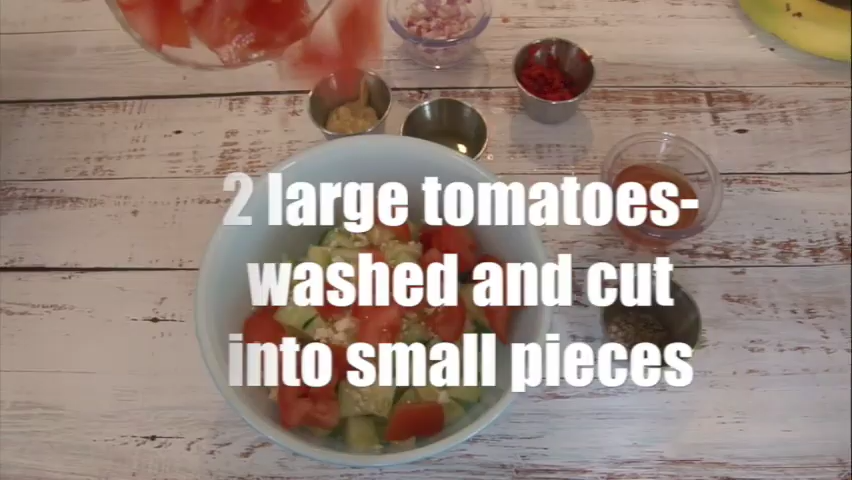 2 large tomatoes-
washed and cut
into small pieces